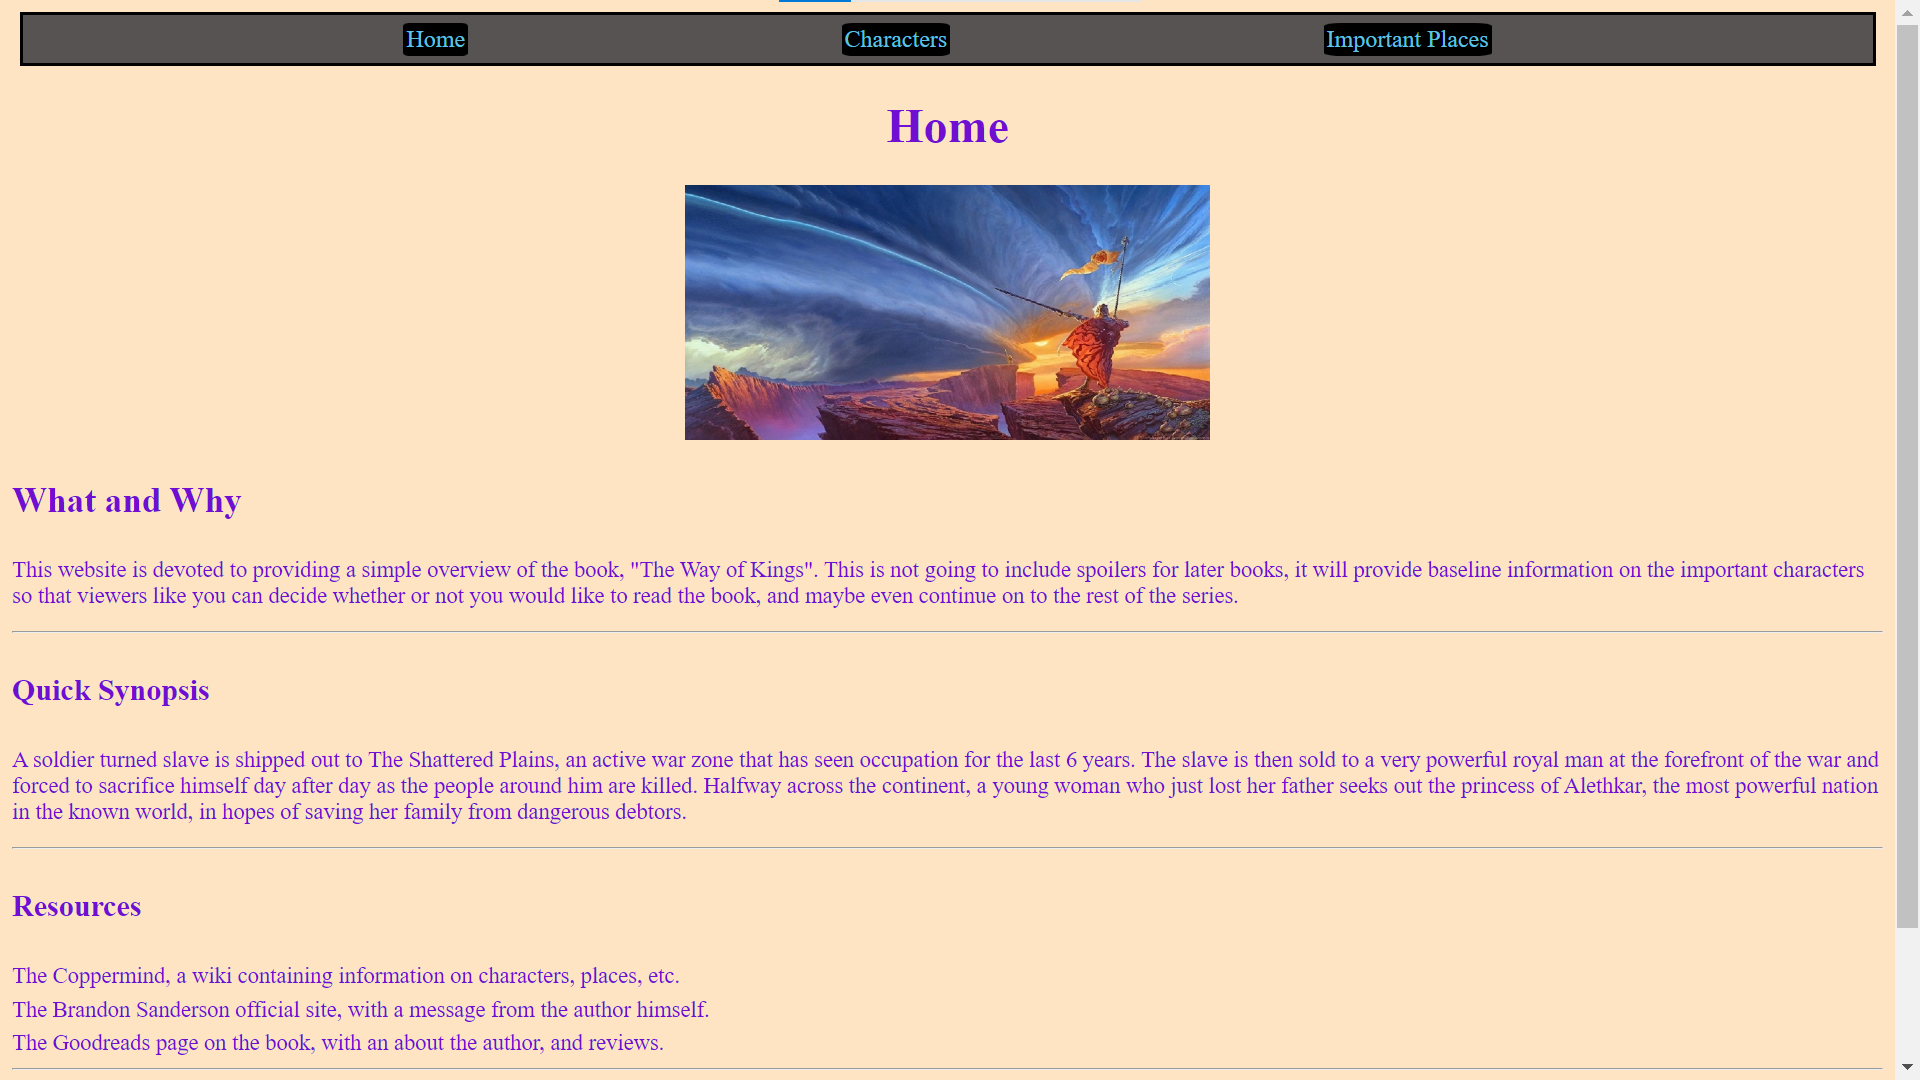 Home Characters Important Places
Home
What and Why
This website is devoted to providing a simple overview of the book, "The Way of Kings". This is not going to include spoilers for later books, it will provide baseline information on the important characters
so that viewers like you can decide whether or not you would like to read the book, and maybe even continue on to the rest of the series.
Quick Synopsis
A soldier turned slave is shipped out to The Shattered Plains, an active war zone that has seen occupation for the last 6 years. The slave is then sold to a very powerful royal man at the forefront of the war and
forced to sacrifice himself day after day as the people around him are killed. Halfway across the continent, a young woman who just lost her father seeks out the princess of Alethkar, the most powerful nation
in the known world, in hopes of saving her family from dangerous debtors.
Resources
The Coppermind, a wiki containing information on characters, places, etc.
The Brandon Sanderson official site, with a message from the author himself.
The Goodreads page on the book, with an about the author, and reviews.